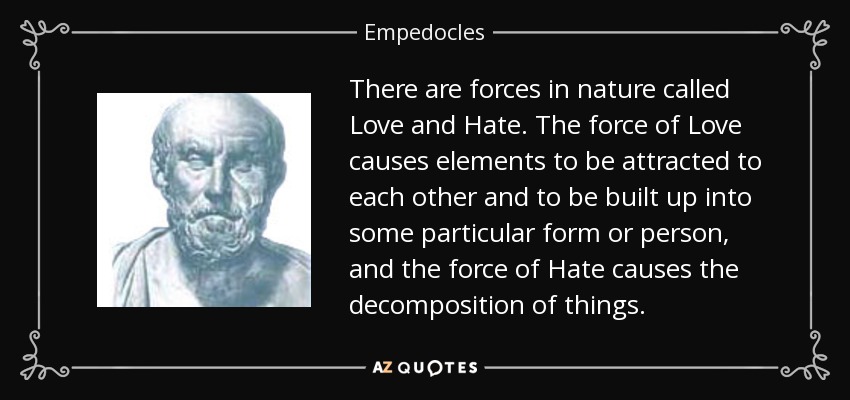 Empedocles
There are forces in nature called
Love and Hate. The force of Love
causes elements to be attracted to
each other and to be built up into
some particular form or person,
and the force of Hate causes the
decomposition of things.
AZ QUOTES